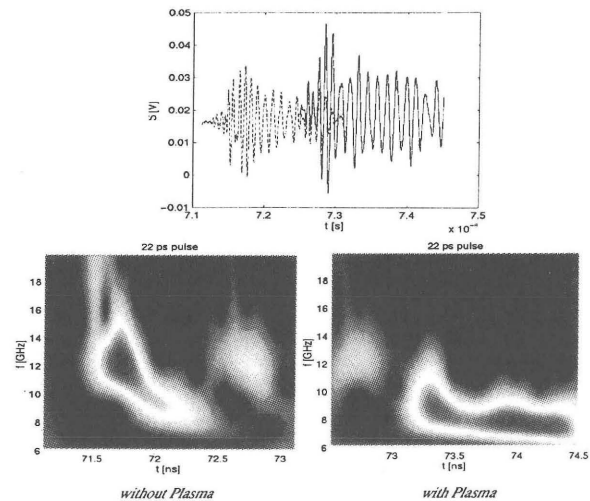 0.05
0.04
0.03
0.02
0.01
0
-0.01
S [V]
7.1 7.2 7.3 7.4 7.5
t [s]
22 ps pulse
18
16
14
12
10
8
6
f [GHz]
71.5 72 72.5 73
t [ns]
without Plasma
22 ps pulse
18
16
14
12
10
8
6
f [GHz]
73 73.5 74 74.5
t [ns]
with Plasma